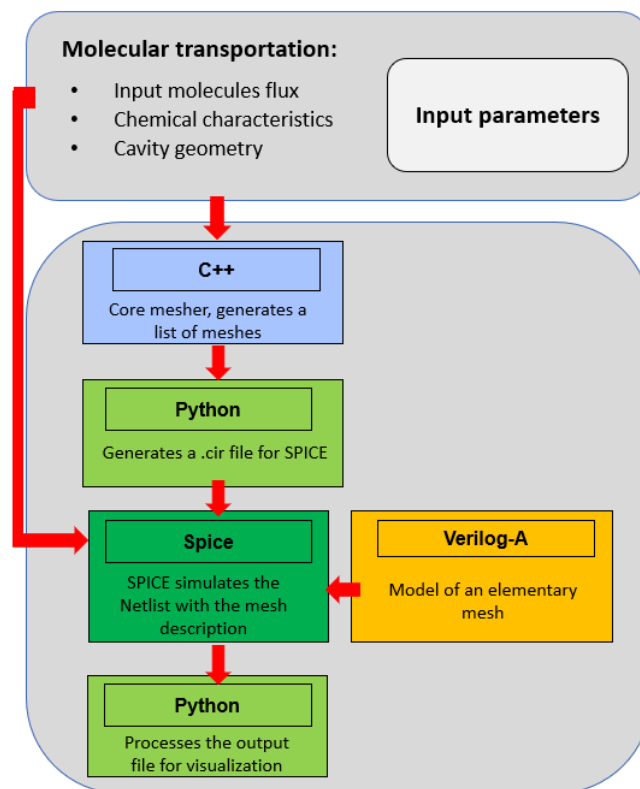 Molecular transportation:
• Input molecules flux
• Chemical characteristics
• Cavity geometry
Input parameters
C++
Core mesher, generates a
list of meshes
Python
Generates a .cir file for SPICE
Spice
SPICE simulates the
Netlist with the mesh
description
Verilog-A
Model of an elementary
mesh
Python
Processes the output
file for visualization